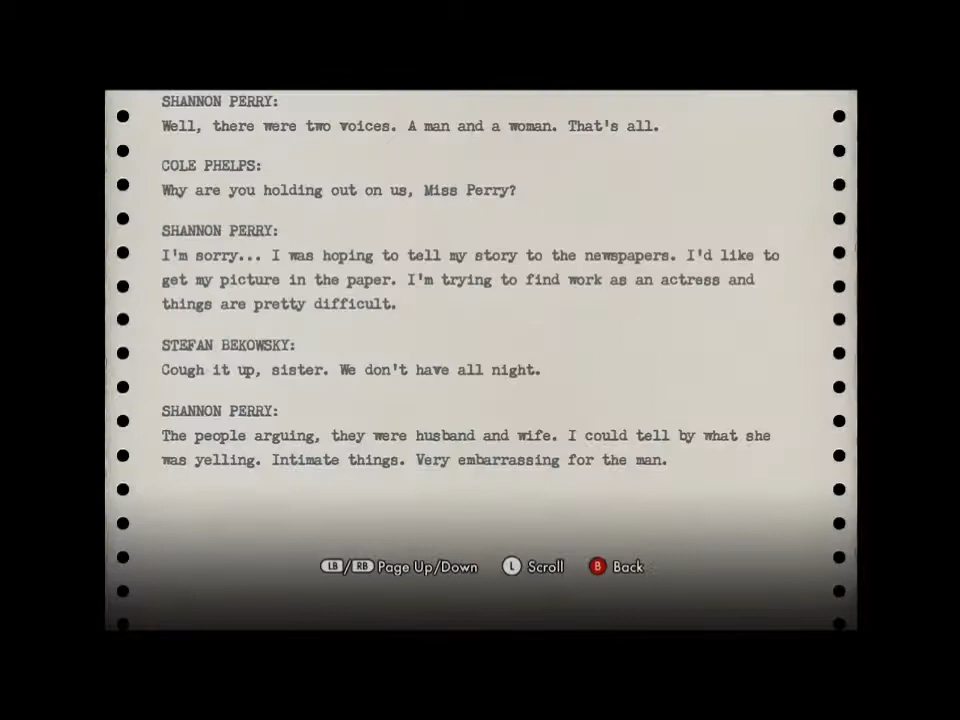 SHANNON PERRY:
Well, there were two voices. A man and a woman. That's all.
COLE PHELPS:
Why are you holding out on us, Miss Perry?
SHANNON PERRY:
I'm sorry... I was hoping to tell my story to the newspapers. I'd like to
get my picture in the paper. I'm trying to find work as an actress and
things are pretty difficult.
STEFAN BEKOWSKY:
Cough it up, sister. We don't have all night.
SHANNON PERRY:
The people arguing, they were husband and wife. I could tell by what she
was yelling. Intimate things. Very embarrassing for the man.
LB/RB Page Up/Down L Scroll B Back